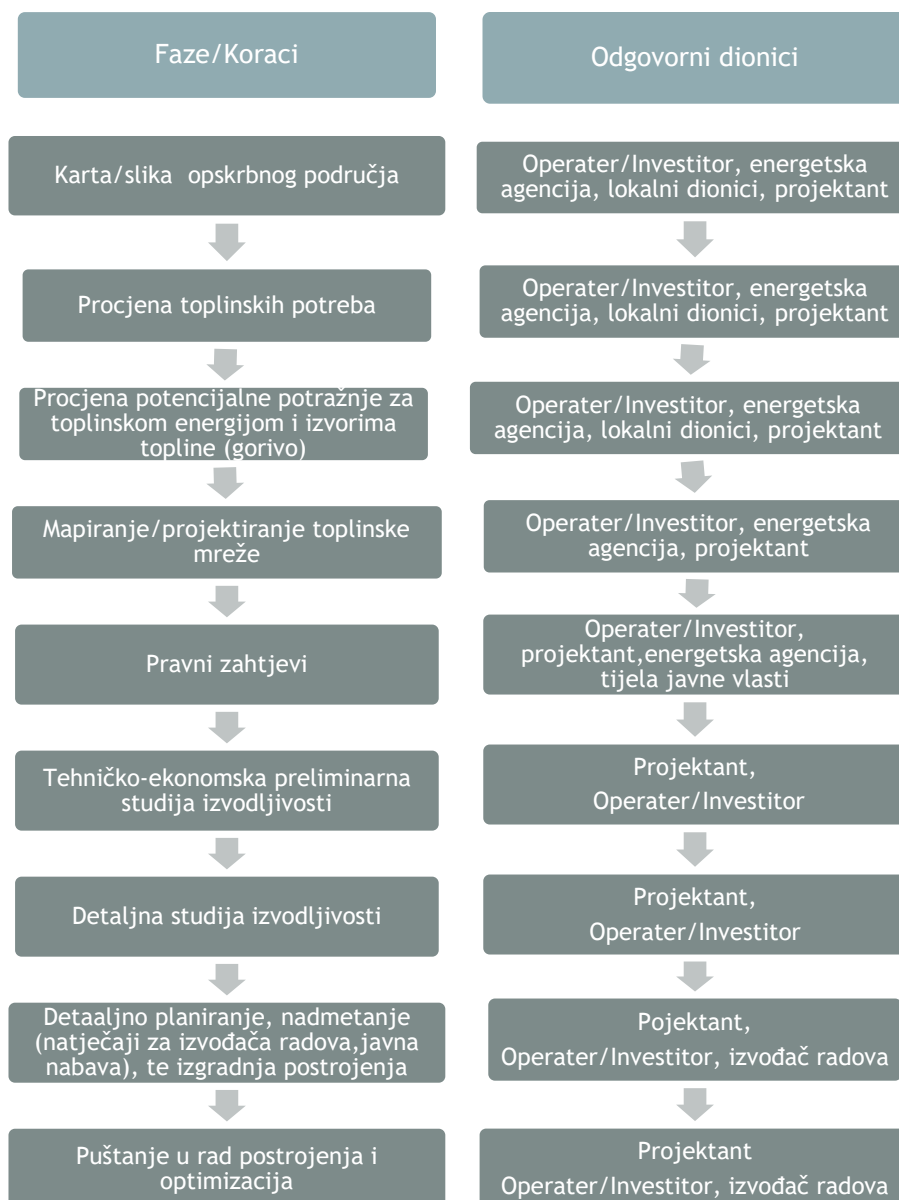 Faze/Koraci
Odgovorni dionici
Karta/slika opskrbnog područja
Operater/Investitor, energetska
agencija, lokalni dionici, projektant
Procjena toplinskih potreba
Operater/Investitor, energetska
agencija, lokalni dionici, projektant
Procjena potencijalne potražnje za
toplinskom energijom i izvorima
topline (gorivo)
Operater/Investitor, energetska
agencija, lokalni dionici, projektant
Mapiranje/projektiranje toplinske
mreže
Operater/Investitor, energetska
agencija, projektant
Pravni zahtjevi
Operater/Investitor,
projektant,energetska agencija,
tijela javne vlasti
Tehničko-ekonomska preliminarna
studija izvodljivosti
Projektant,
Operater/Investitor
Detaljna studija izvodljivosti
Projektant,
Operater/Investitor
Detaaljno planiranje, nadmetanje
(natječaji za izvođača radova,javna
nabava), te izgradnja postrojenja
Pojektant,
Operater/Investitor, izvođač radova
Puštanje u rad postrojenja i
optimizacija
Projektant
Operater/Investitor, izvođač radova